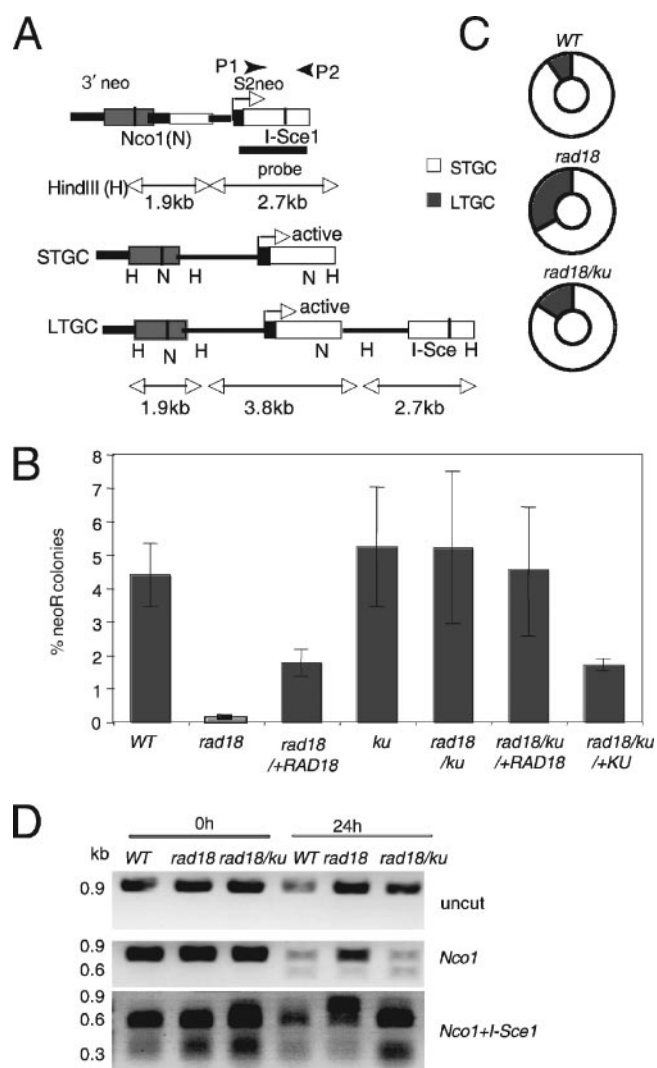 A
P1
P2
3′ neo
S2neo
Nco1(N)
I-Sce1
probe
HindIII (H)
1.9kb
2.7kb
STGC
active
H N H N H
LTGC
active
H N H N H I-Sce H
1.9kb 3.8kb 2.7kb
C
WT
STGC
LTGC
rad18
rad18/ku
B
% neoR colonies
8
7
6
5
4
3
2
1
0
WT
rad18
rad18
/+RAD18
ku
rad18
/ku
rad18/ku
/+RAD18
rad18/ku
/+KU
D
0h 24h
kb WT rad18 rad18/ku WT rad18 rad18/ku
0.9 uncut
0.9
0.6
Nco1
0.9
0.6
0.3
Nco1+I-Sce1